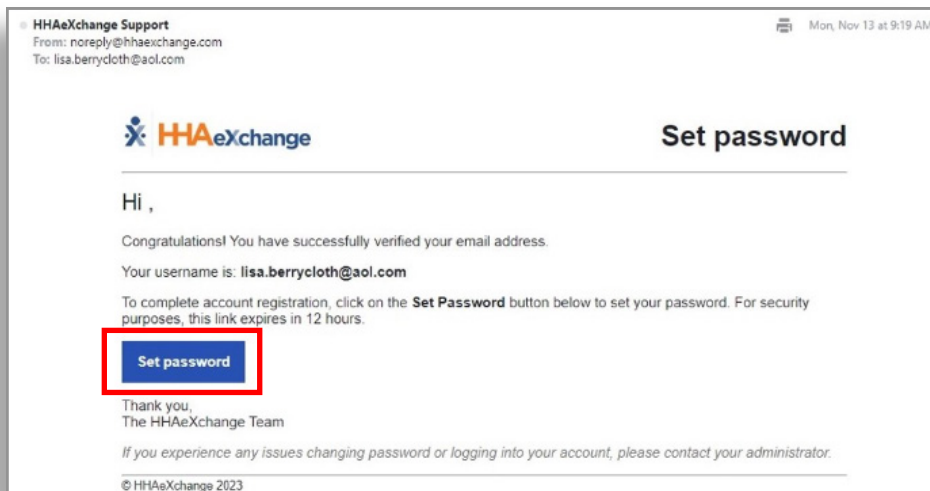 HHAeXchange Support
Mon, Nov 13 at 9:19 AM
From: noreply@hhaexchange.com
To: lisa.berrycloth@aol.com
HHAeXchange
Set password
Hi ,
Congratulations! You have successfully verified your email address.
Your username is: lisa.berrycloth@aol.com
To complete account registration, click on the Set Password button below to set your password. For security
purposes, this link expires in 12 hours.
Set password
Thank you,
The HHAeXchange Team
If you experience any issues changing password or logging into your account, please contact your administrator.
© HHAeXchange 2023